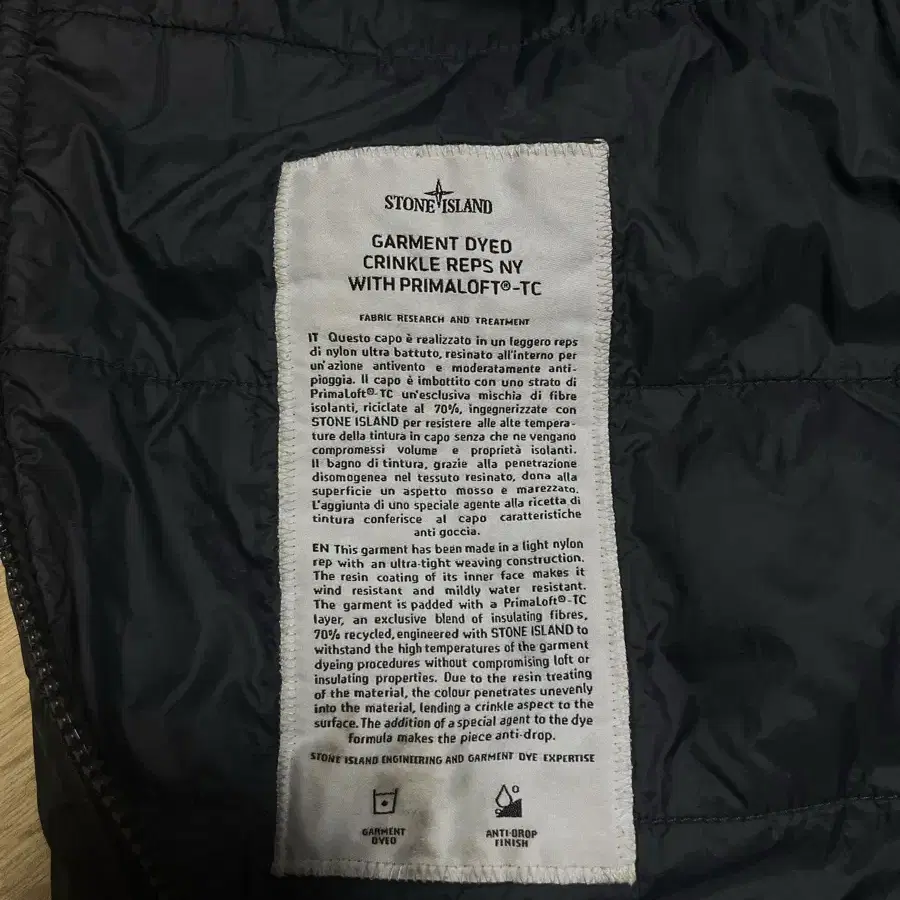 STONE ISLAND
GARMENT DYED
CRINKLE REPS NY
WITH PRIMALOFT®-TC
FABRIC RESEARCH AND TREATMENT
IT Questo capo è realizzato in un leggero reps
di nylon ultra battuto, resinato all'interno per
un'azione antivento e moderatamente anti-
pioggia. Il capo è imbottito con uno strato di
PrimaLoft®-TC un'esclusiva mischia di fibre
isolanti, riciclate al 70%, ingegnerizzate con
STONE ISLAND per resistere alle alte tempera-
ture della tintura in capo senza che ne vengano
compromessi volume e proprietà isolanti.
Il bagno di tintura, grazie alla penetrazione
disomogenea nel tessuto resinato, dona alla
superficie un aspetto mosso e marezzato.
L'aggiunta di uno speciale agente alla ricetta di
tintura conferisce al capo caratteristiche
anti goccia.
EN This garment has been made in a light nylon
rep with an ultra-tight weaving construction.
The resin coating of its inner face makes it
wind resistant and mildly water resistant.
The garment is padded with a PrimaLoft®-TC
layer, an exclusive blend of insulating fibres,
70% recycled, engineered with STONE ISLAND to
withstand the high temperatures of the garment
dyeing procedures without compromising loft or
insulating properties. Due to the resin treating
of the material, the colour penetrates unevenly
into the material, lending a crinkle aspect to the
surface. The addition of a special agent to the dye
formula makes the piece anti-drop.
STONE ISLAND ENGINEERING AND GARMENT DYE EXPERTISE
GARMENT
DYED
ANTI-DROP
FINISH